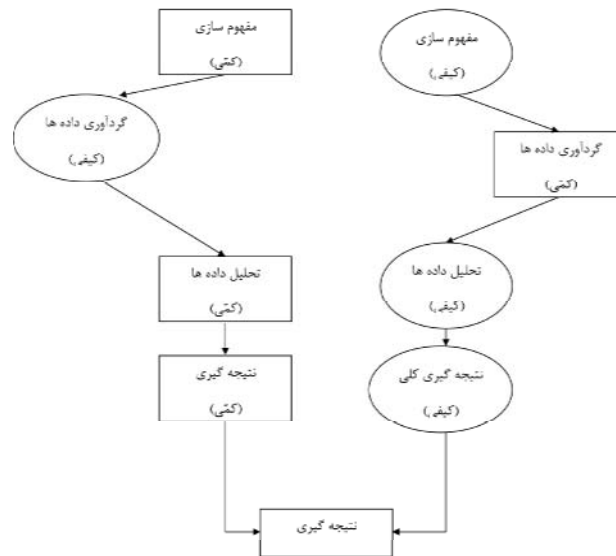 مفهوم سازی
(کیفی)
مفهوم سازی
(کمّی)
گردآوری داده ها
(کمّی)
گردآوری داده ها
(کیفی)
تحلیل داده ها
(کیفی)
تحلیل داده ها
(کمّی)
نتیجه گیری کلی
(کیفی)
نتیجه گیری
(کمّی)
نتیجه گیری